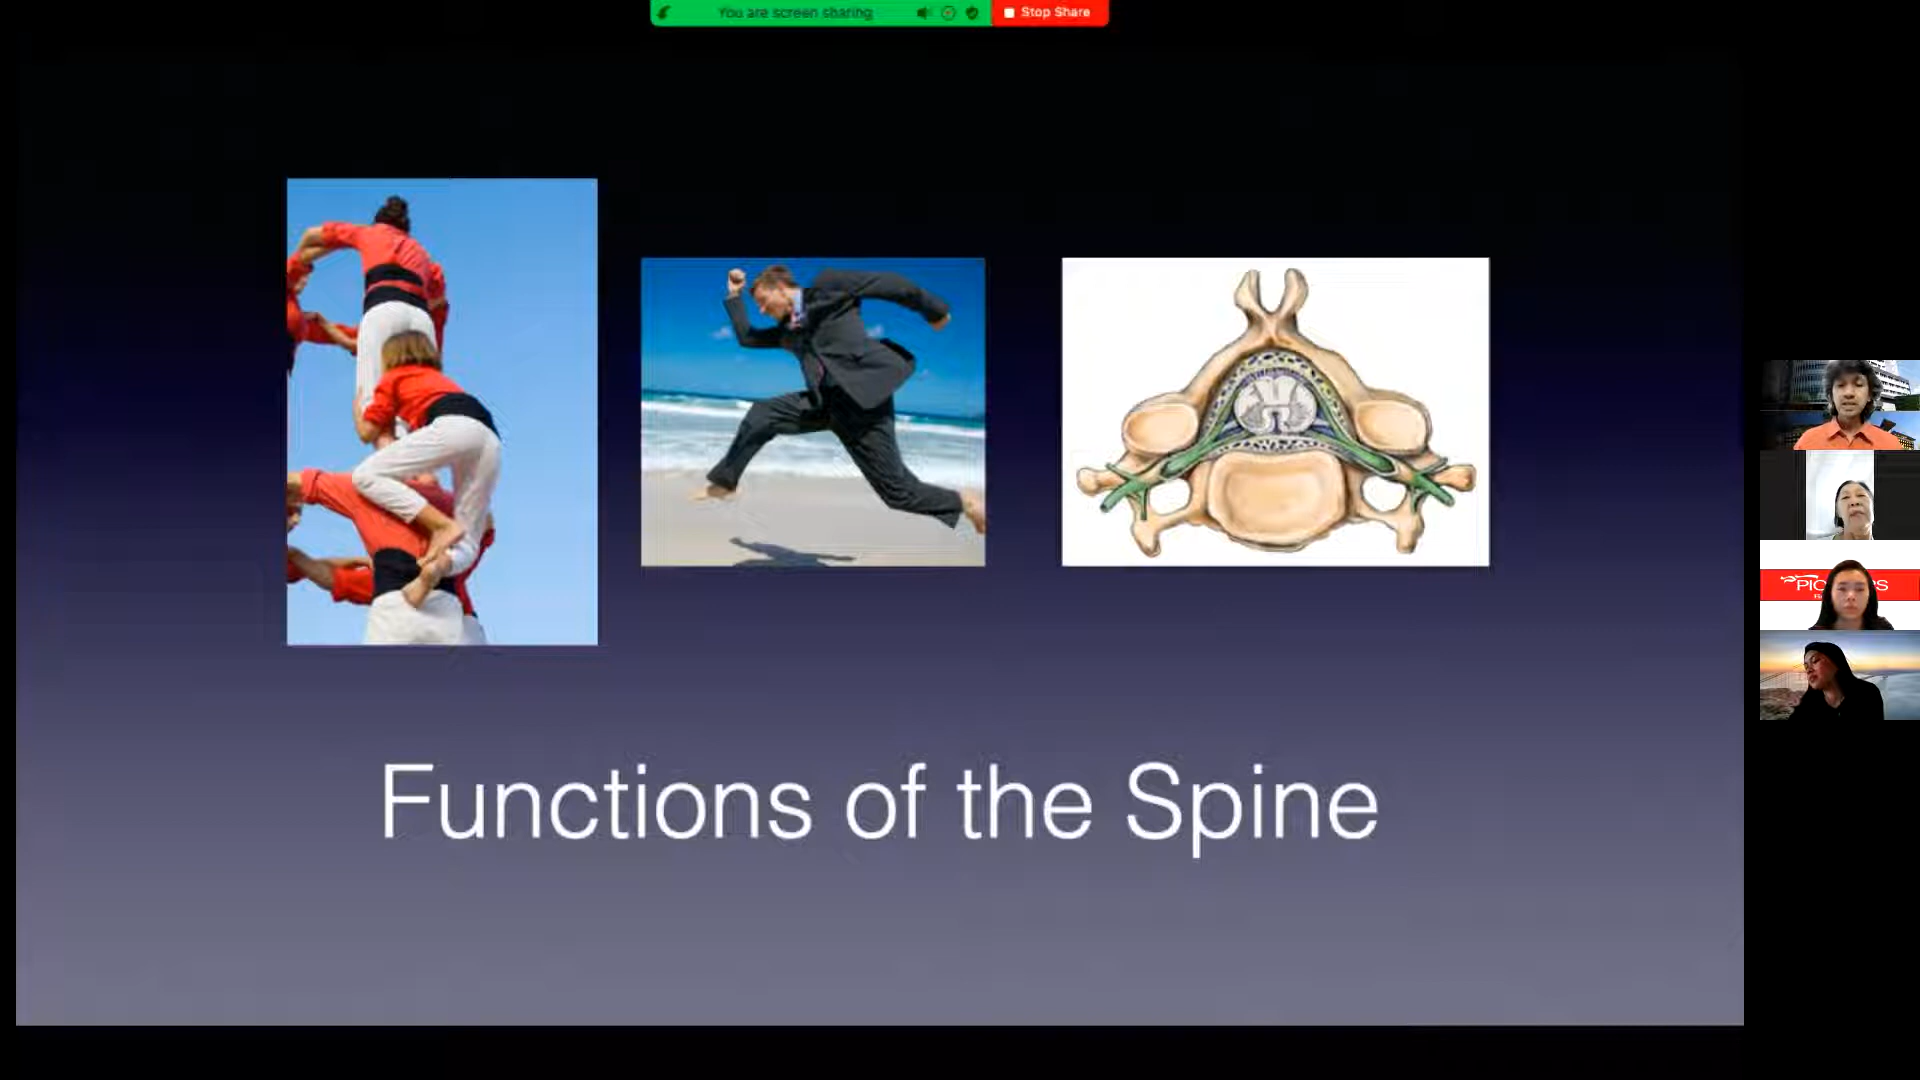 You are screen sharing
Stop Share
Functions of the Spine